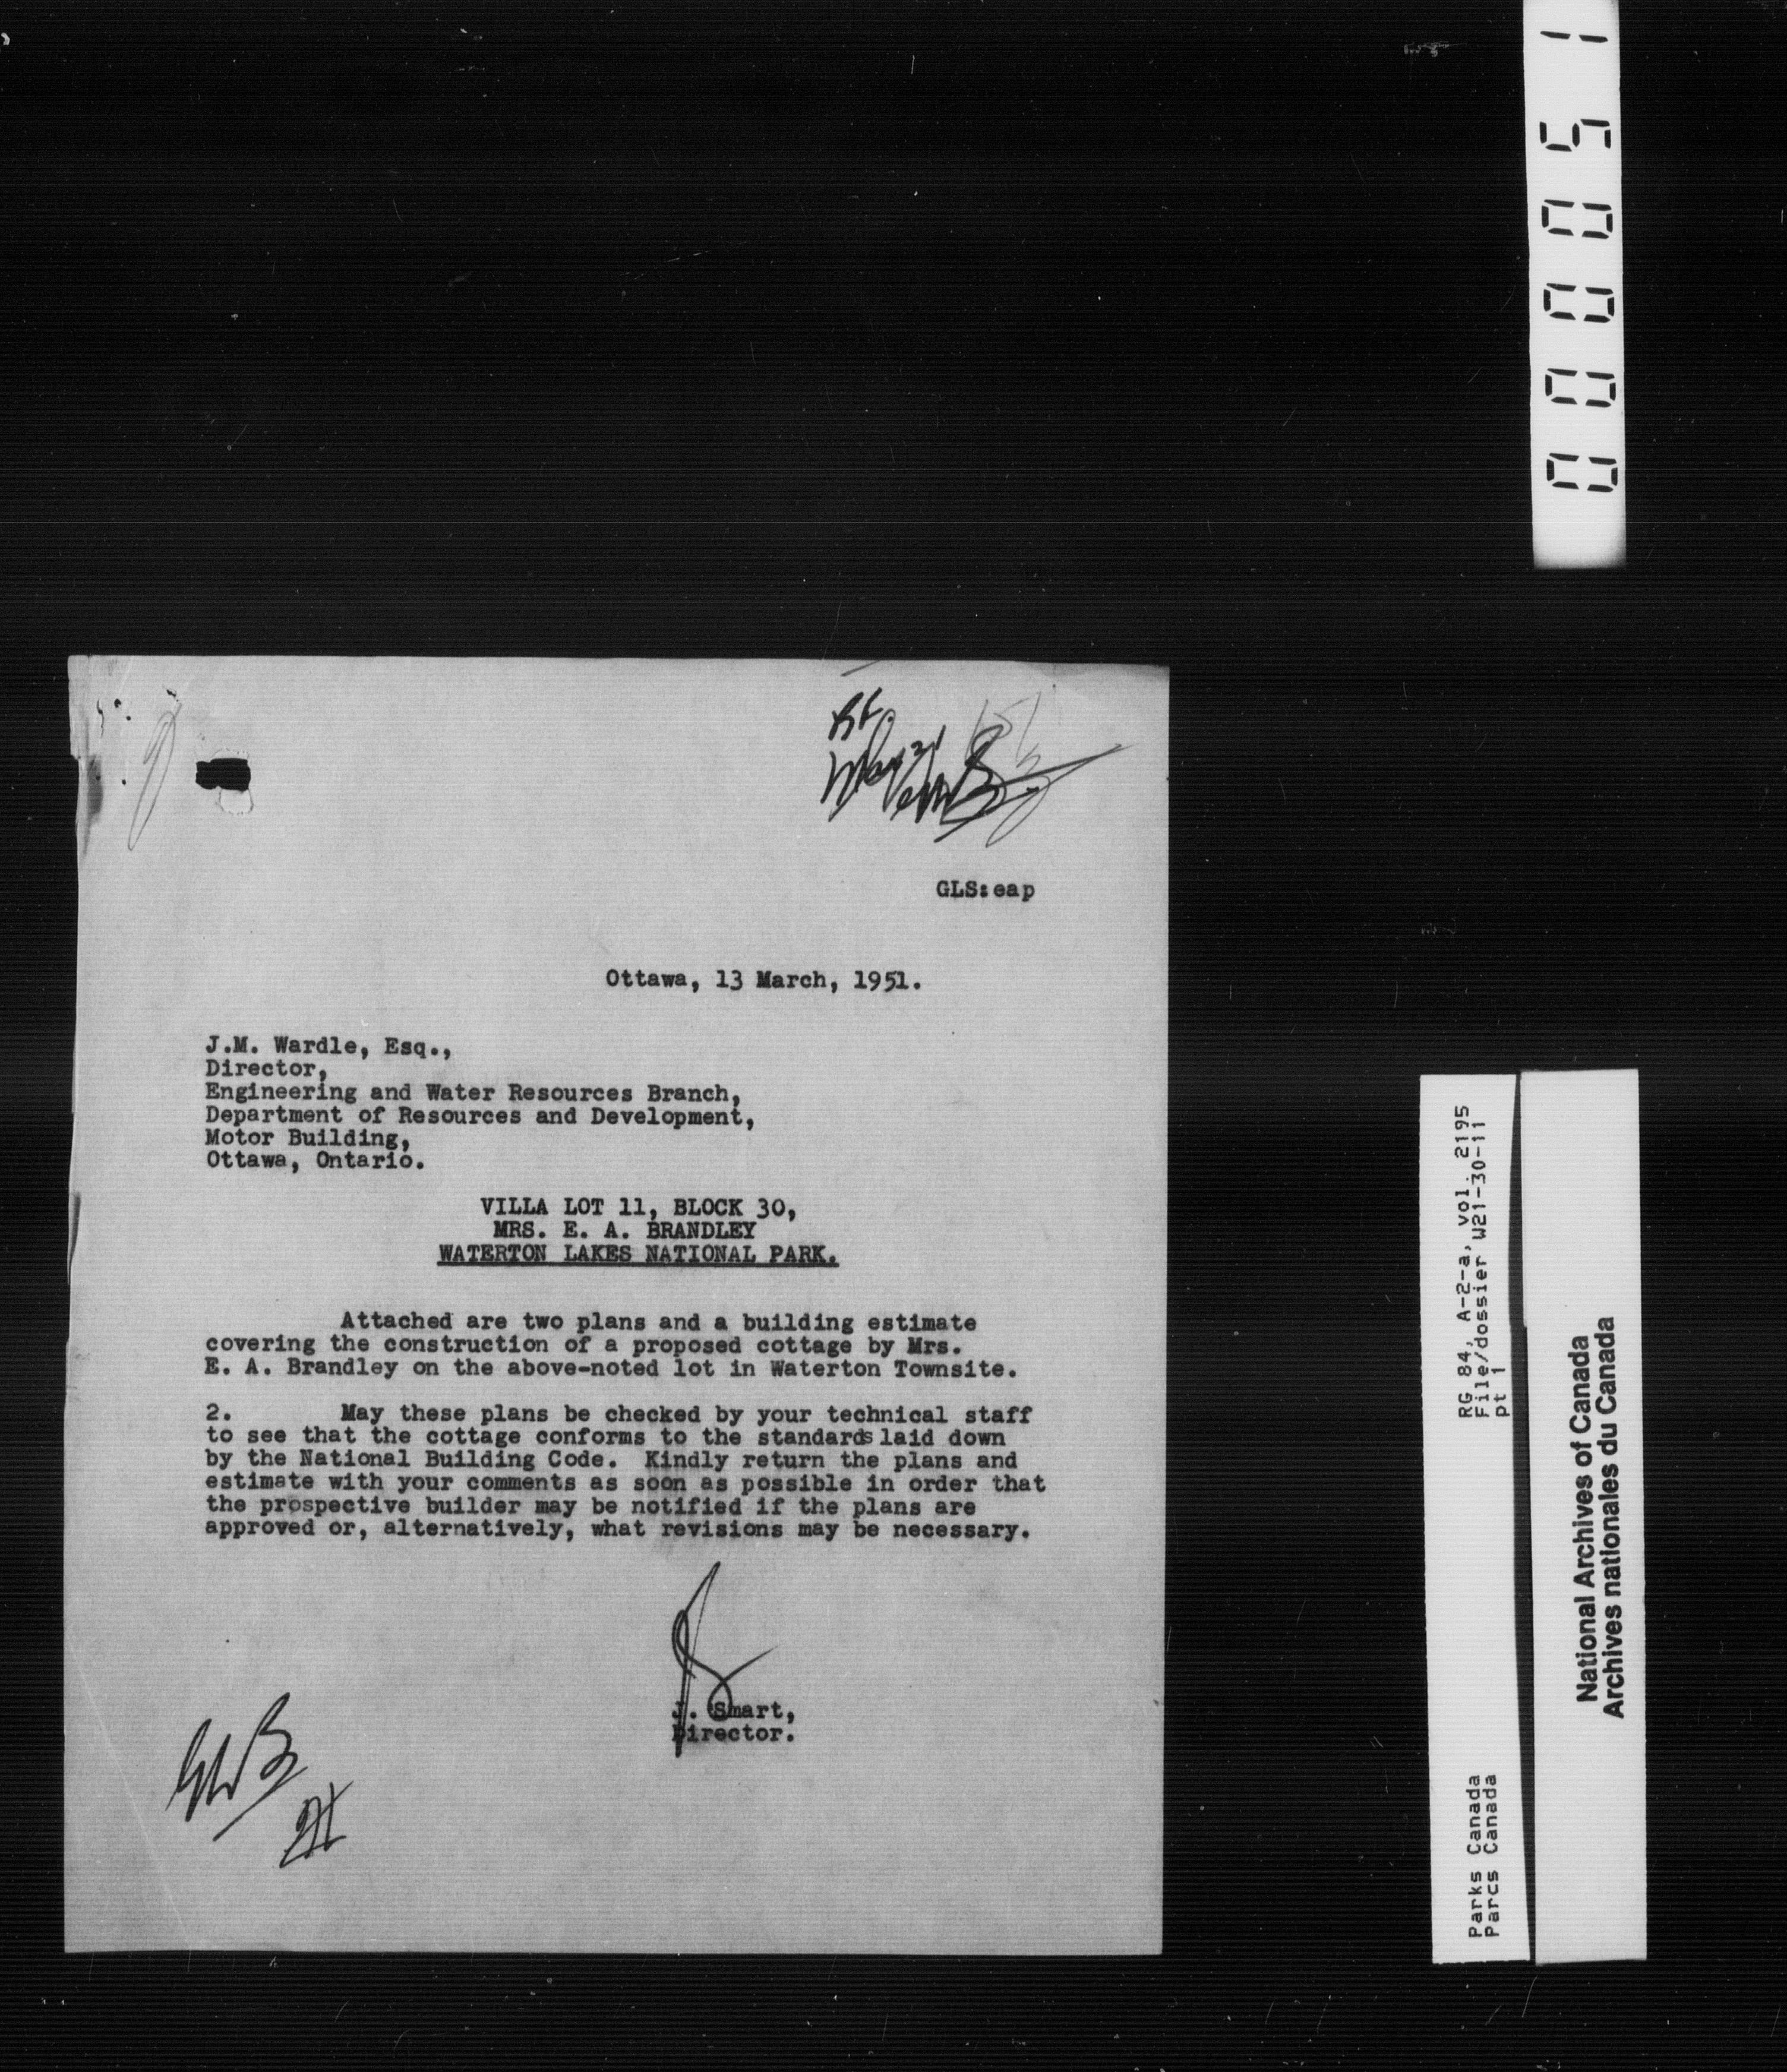 000051
GLS:eap
Ottawa, 13 March, 1951.
J.M. Wardle, Esq.,
Director,
Engineering and Water Resources Branch,
Department of Resources and Development,
Motor Building,
Ottawa, Ontario.
VILLA LOT 11, BLOCK 30,
MRS. E. A. BRANDLEY
WATERTON LAKES NATIONAL PARK.
Attached are two plans and a building estimate
covering the construction of a proposed cottage by Mrs.
E. A. Brandley on the above-noted lot in Waterton Townsite.
2. May these plans be checked by your technical staff
to see that the cottage conforms to the standards laid down
by the National Building Code. Kindly return the plans and
estimate with your comments as soon as possible in order that
the prospective builder may be notified if the plans are
approved or, alternatively, what revisions may be necessary.
J. Smart,
Director.
RG 84, A-2-a, vol. 2195
File/dossier W21-30-11
pt 1
Parks Canada
Parcs Canada
National Archives of Canada
Archives nationales du Canada